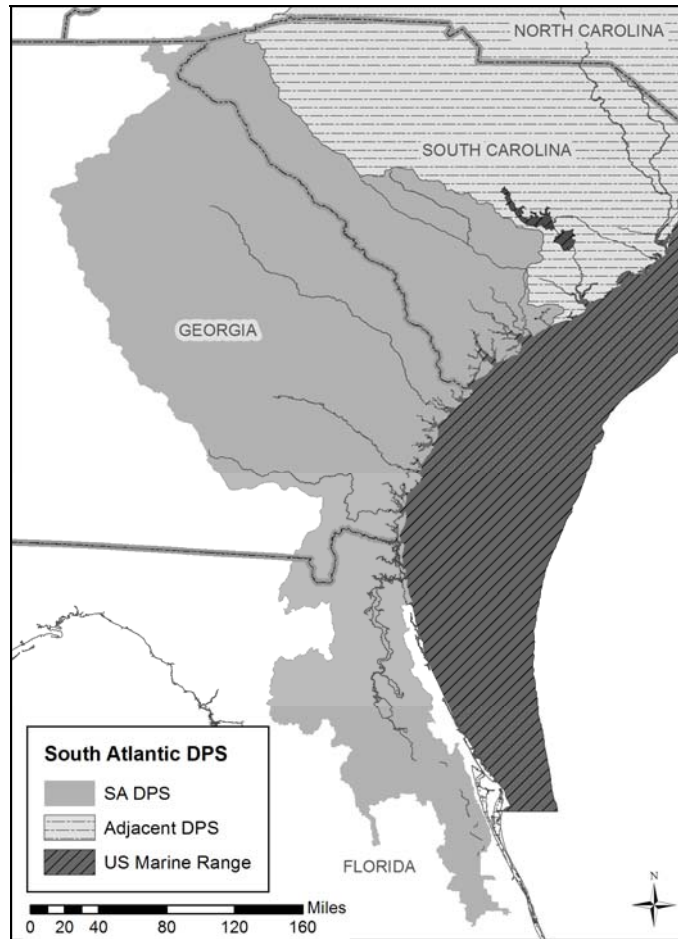 NORTH CAROLINA
SOUTH CAROLINA
GEORGIA
FLORIDA
South Atlantic DPS
SA DPS
Adjacent DPS
US Marine Range
Miles
0 20 40 80 120 160
N